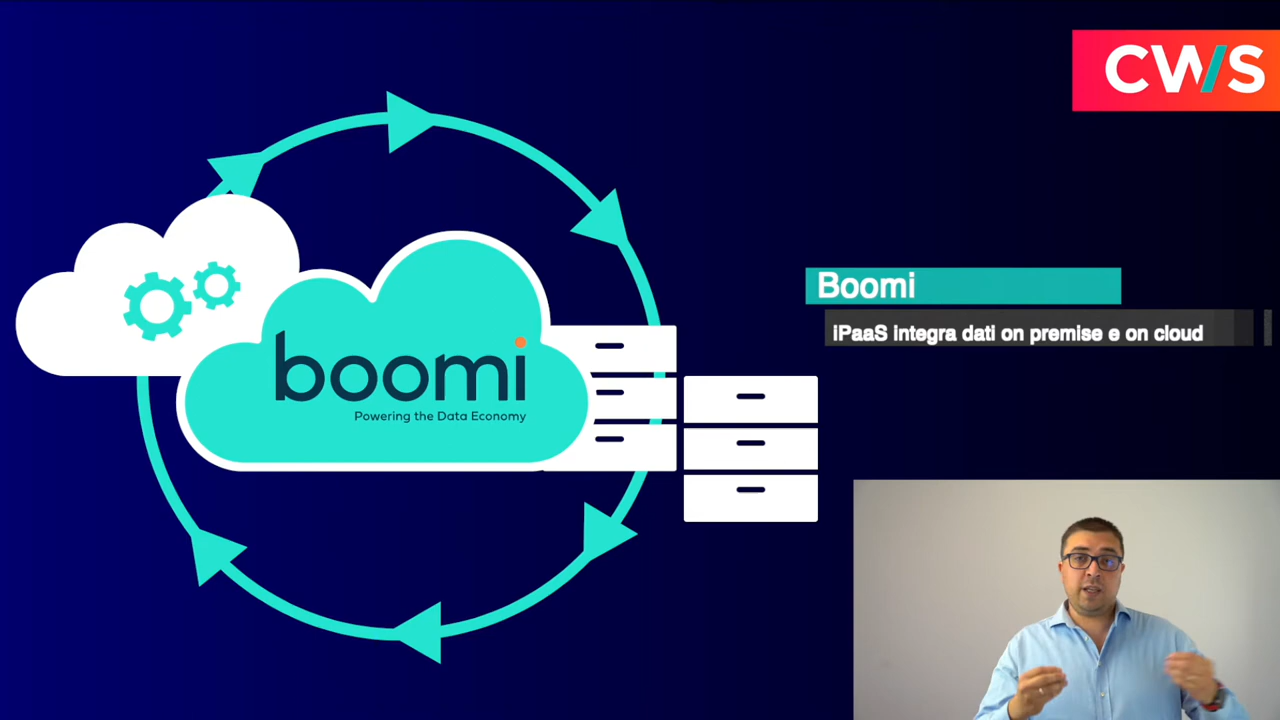 CWS
Boomi
iPaaS integra dati on premise e on cloud
boomi
Powering the Data Economy